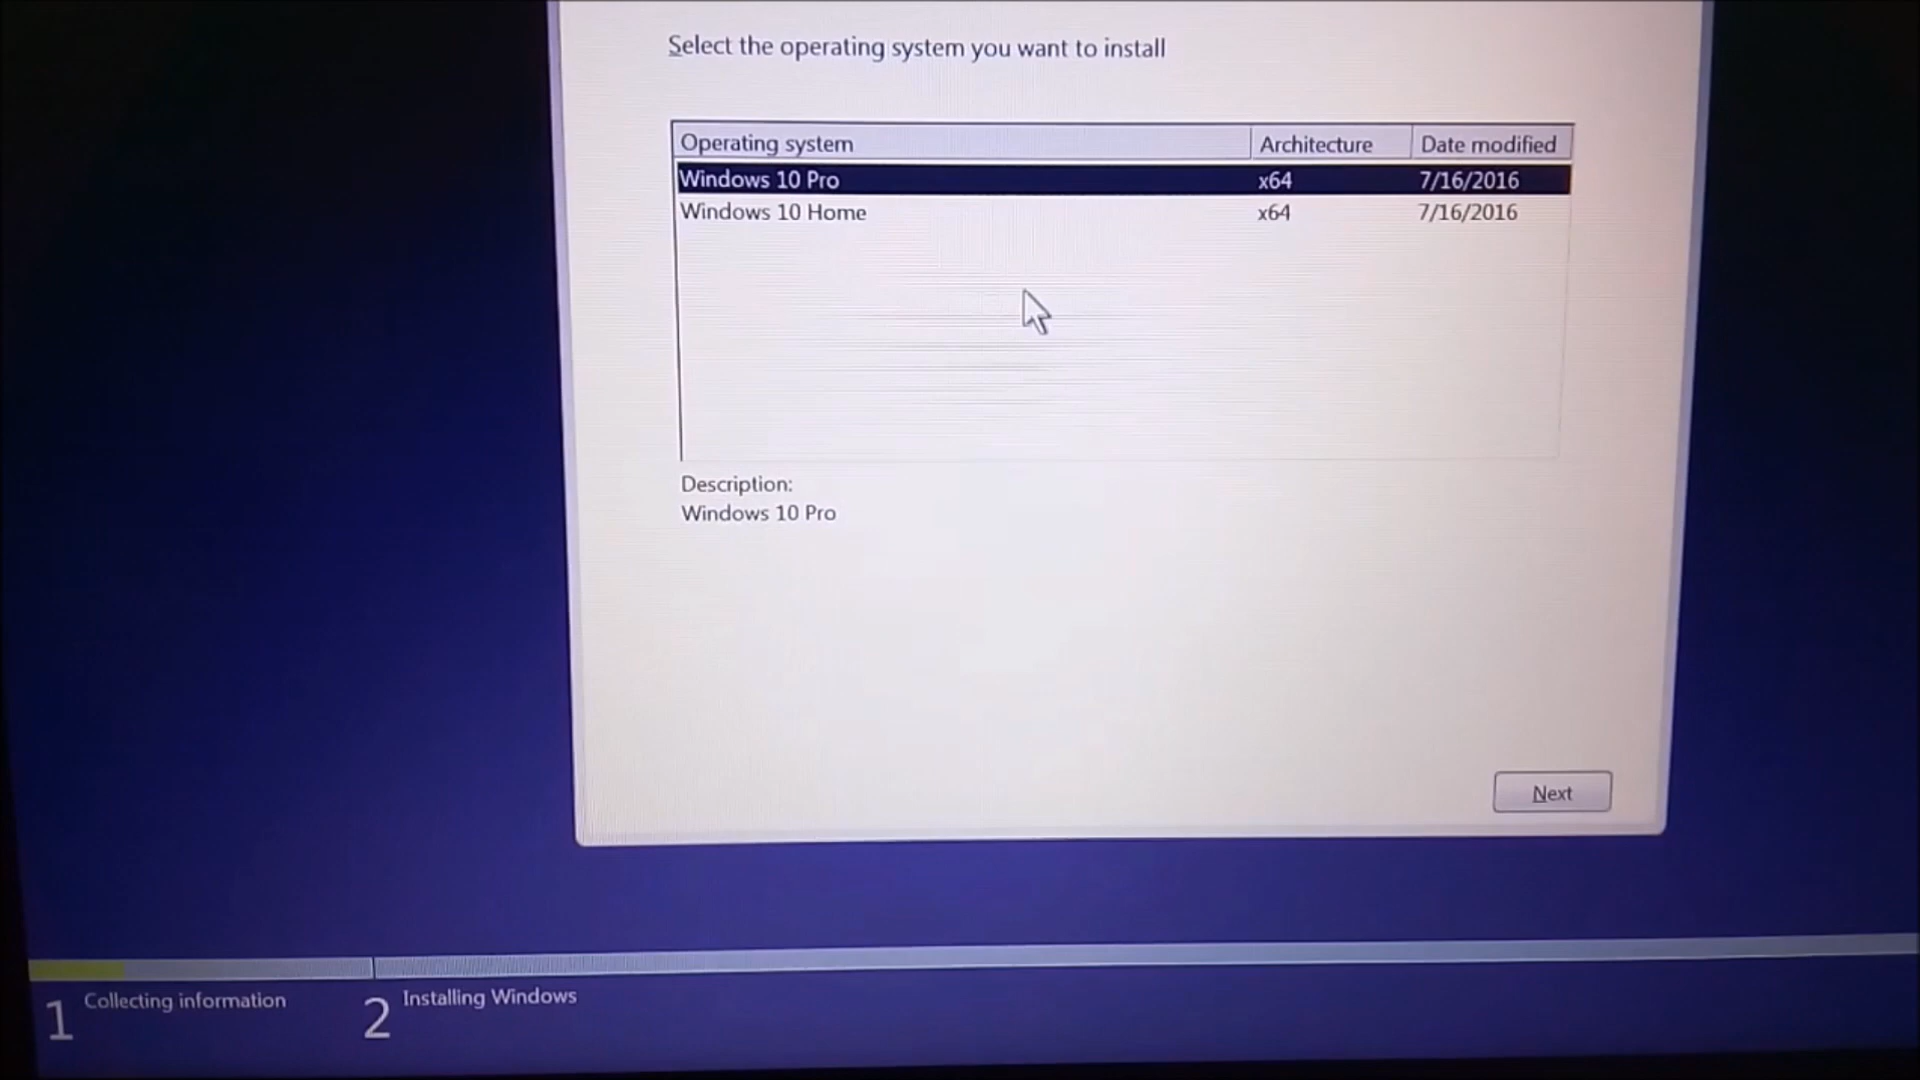 Select the operating system you want to install
Operating system Architecture Date modified
Windows 10 Pro x64 7/16/2016
Windows 10 Home x64 7/16/2016
Description:
Windows 10 Pro
Next
1 Collecting information 2 Installing Windows